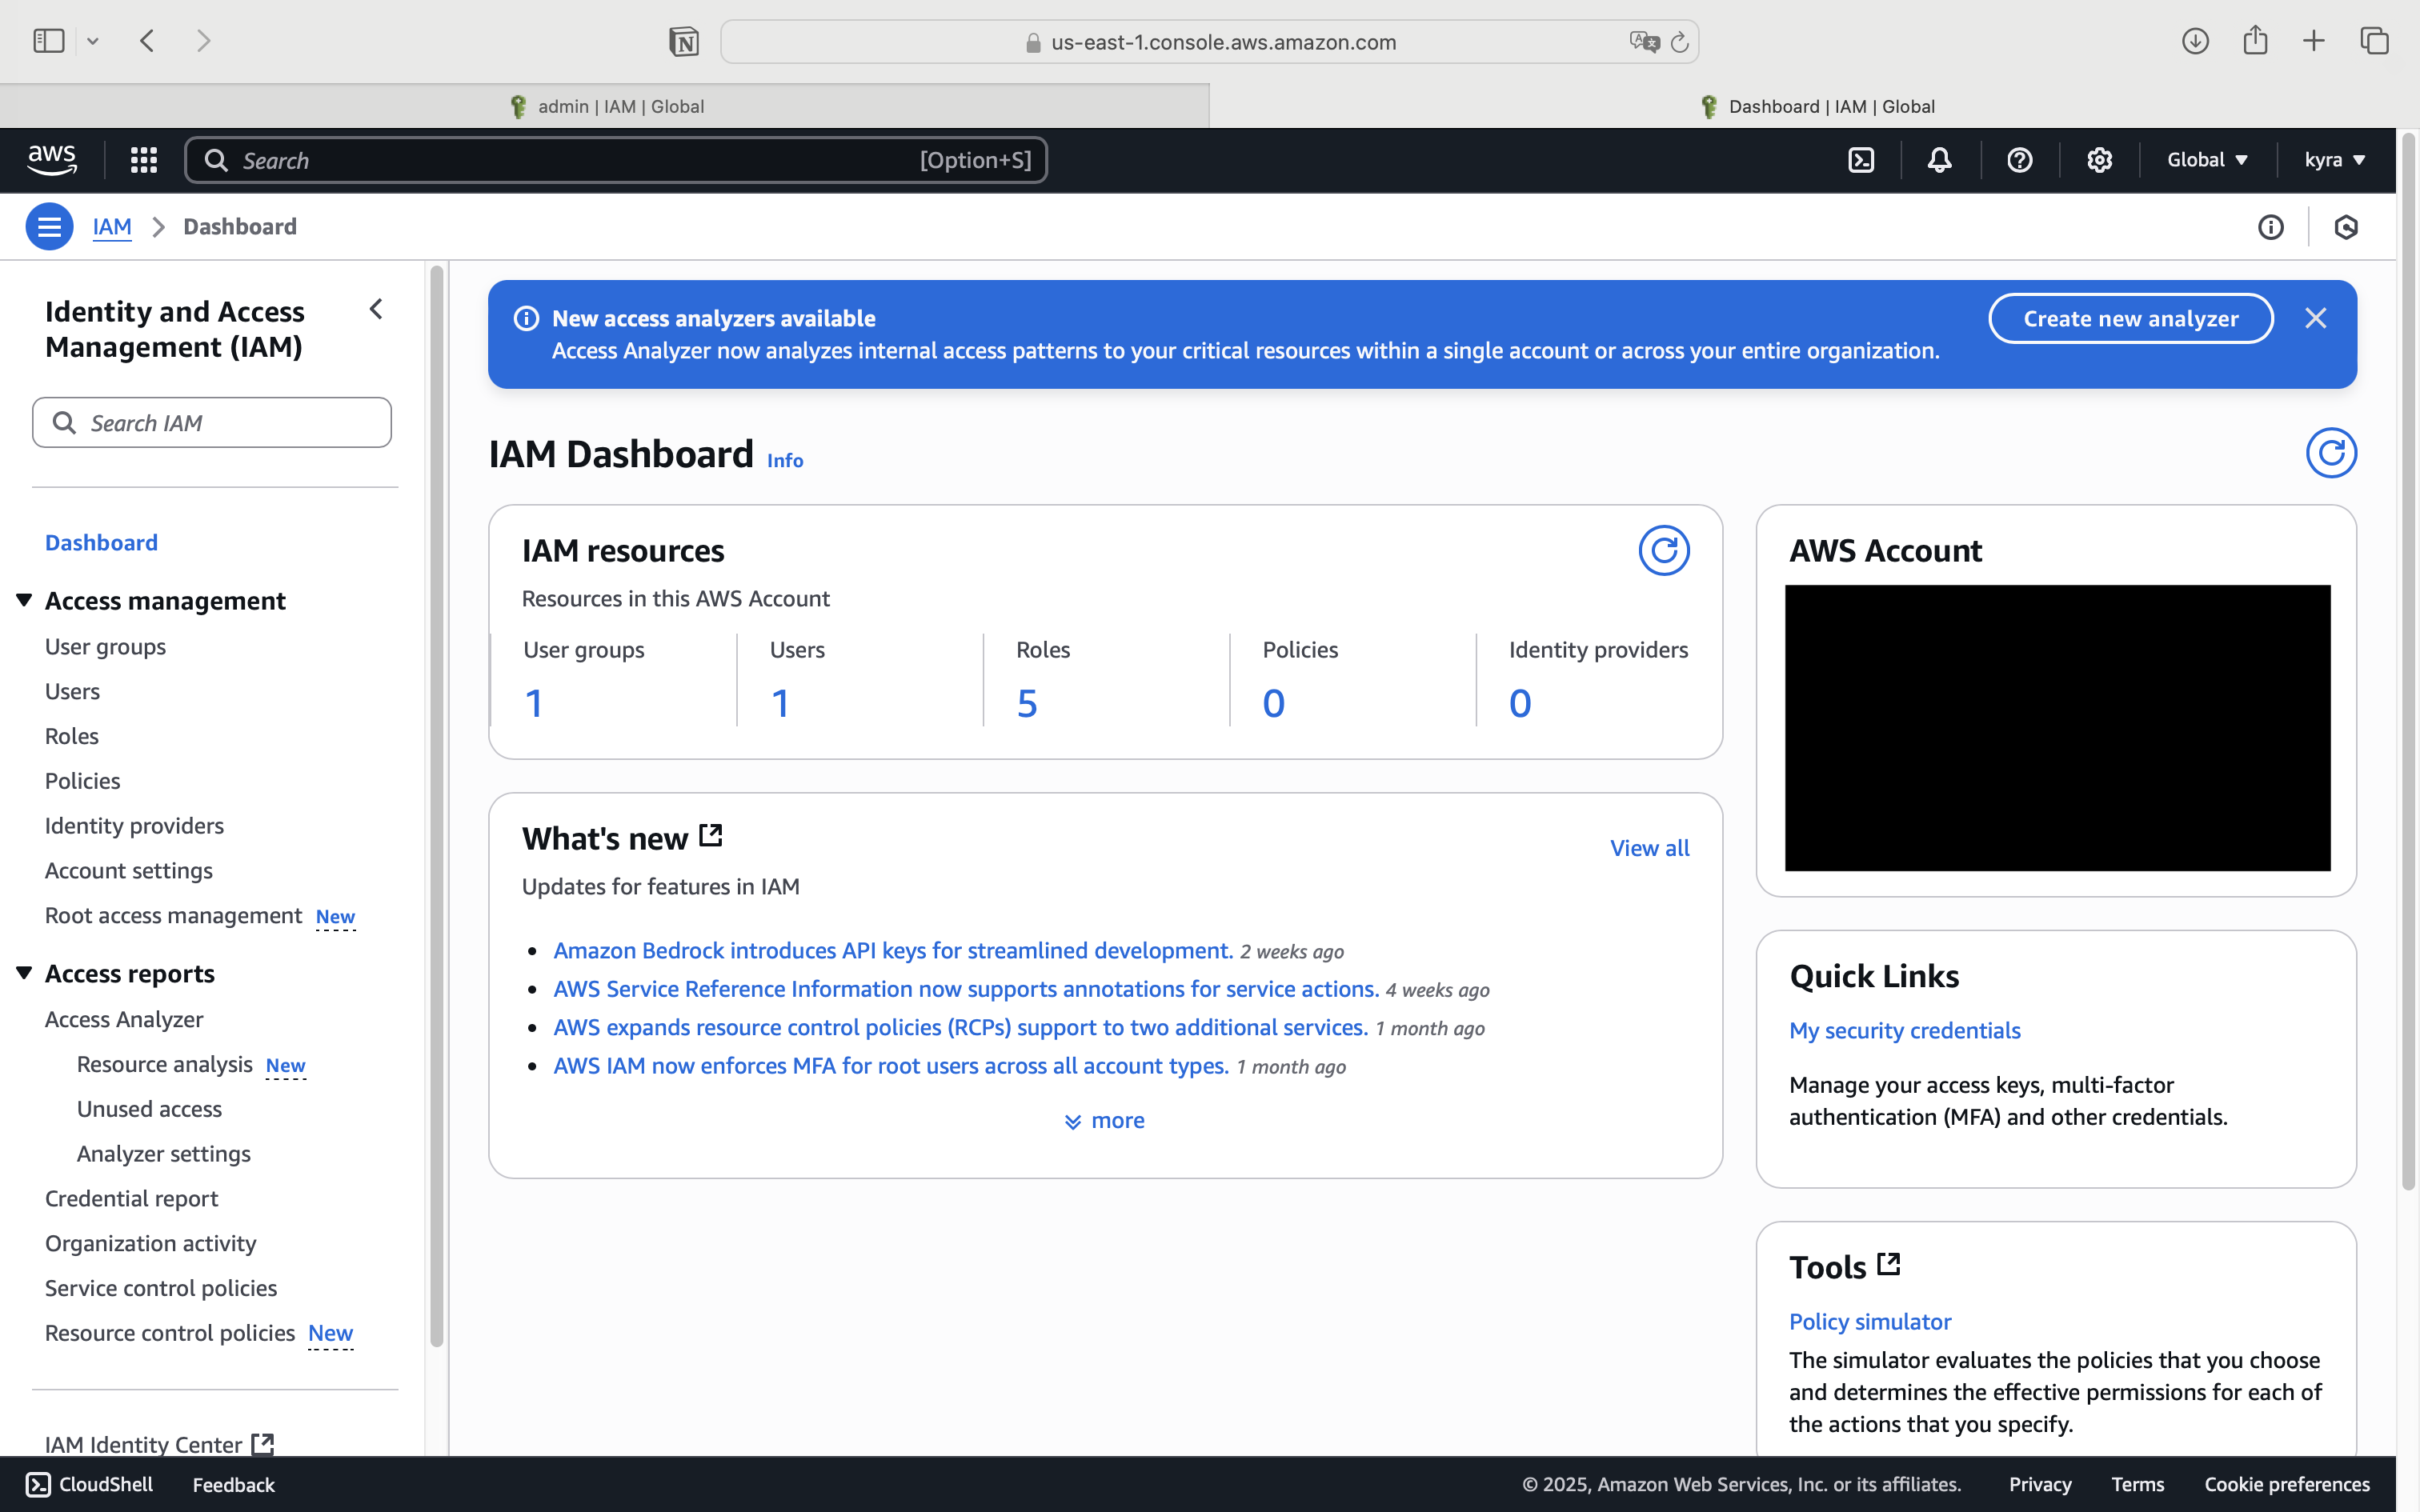 us-east-1.console.aws.amazon.com
admin | IAM | Global
Dashboard | IAM | Global
aws
Search
[Option+S]
Global
kyra
IAM
Dashboard
Identity and Access
Management (IAM)
Search IAM
Dashboard
Access management
User groups
Users
Roles
Policies
Identity providers
Account settings
Root access management New
Access reports
Access Analyzer
Resource analysis New
Unused access
Analyzer settings
Credential report
Organization activity
Service control policies
Resource control policies New
IAM Identity Center
New access analyzers available
Access Analyzer now analyzes internal access patterns to your critical resources within a single account or across your entire organization.
Create new analyzer
IAM Dashboard Info
IAM resources
Resources in this AWS Account
User groups
1
Users
1
Roles
5
Policies
0
Identity providers
0
What's new
View all
Updates for features in IAM
Amazon Bedrock introduces API keys for streamlined development. 2 weeks ago
AWS Service Reference Information now supports annotations for service actions. 4 weeks ago
AWS expands resource control policies (RCPs) support to two additional services. 1 month ago
AWS IAM now enforces MFA for root users across all account types. 1 month ago
more
AWS Account
Quick Links
My security credentials
Manage your access keys, multi-factor
authentication (MFA) and other credentials.
Tools
Policy simulator
The simulator evaluates the policies that you choose
and determines the effective permissions for each of
the actions that you specify.
CloudShell
Feedback
© 2025, Amazon Web Services, Inc. or its affiliates.
Privacy
Terms
Cookie preferences